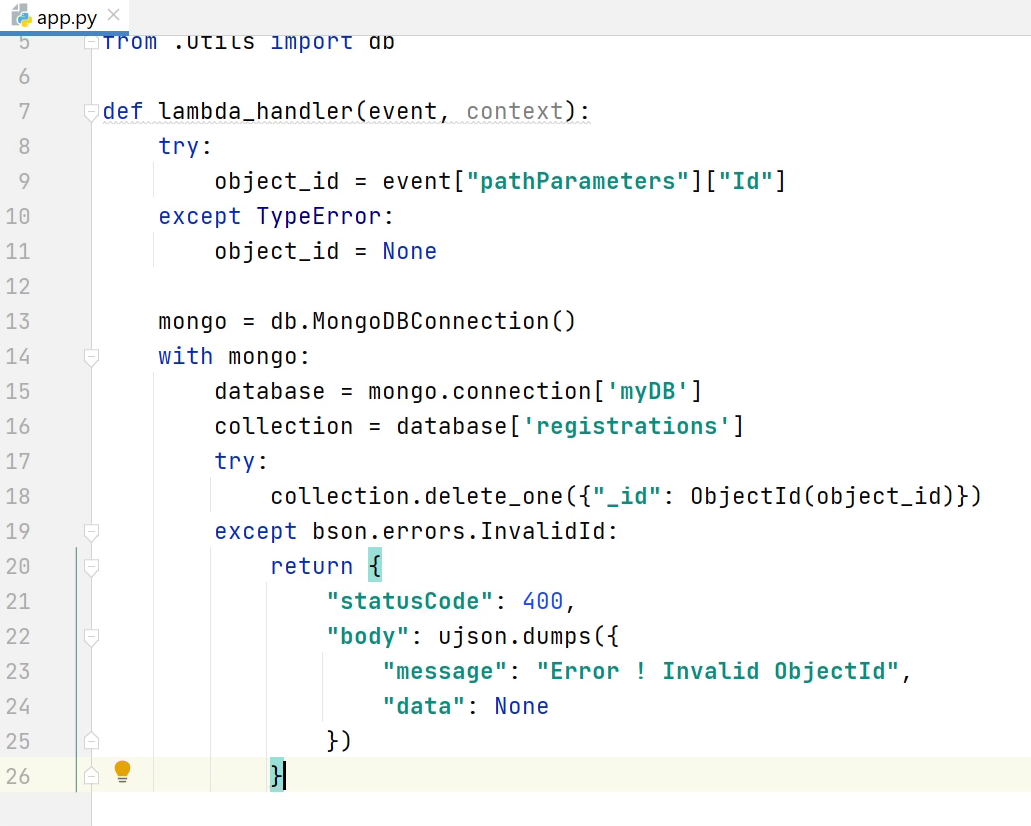 app.py
5 from .utils import db
6
7 def lambda_handler(event, context):
8     try:
9         object_id = event["pathParameters"]["Id"]
10     except TypeError:
11         object_id = None
12
13     mongo = db.MongoDBConnection()
14     with mongo:
15         database = mongo.connection['myDB']
16         collection = database['registrations']
17         try:
18             collection.delete_one({"_id": ObjectId(object_id)})
19         except bson.errors.InvalidId:
20             return {
21                 "statusCode": 400,
22                 "body": ujson.dumps({
23                     "message": "Error ! Invalid ObjectId",
24                     "data": None
25                 })
26             }